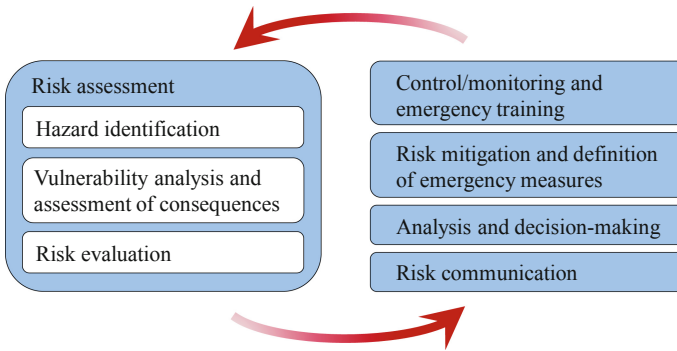 Risk assessment
Hazard identification
Vulnerability analysis and
assessment of consequences
Risk evaluation
Control/monitoring and
emergency training
Risk mitigation and definition
of emergency measures
Analysis and decision-making
Risk communication